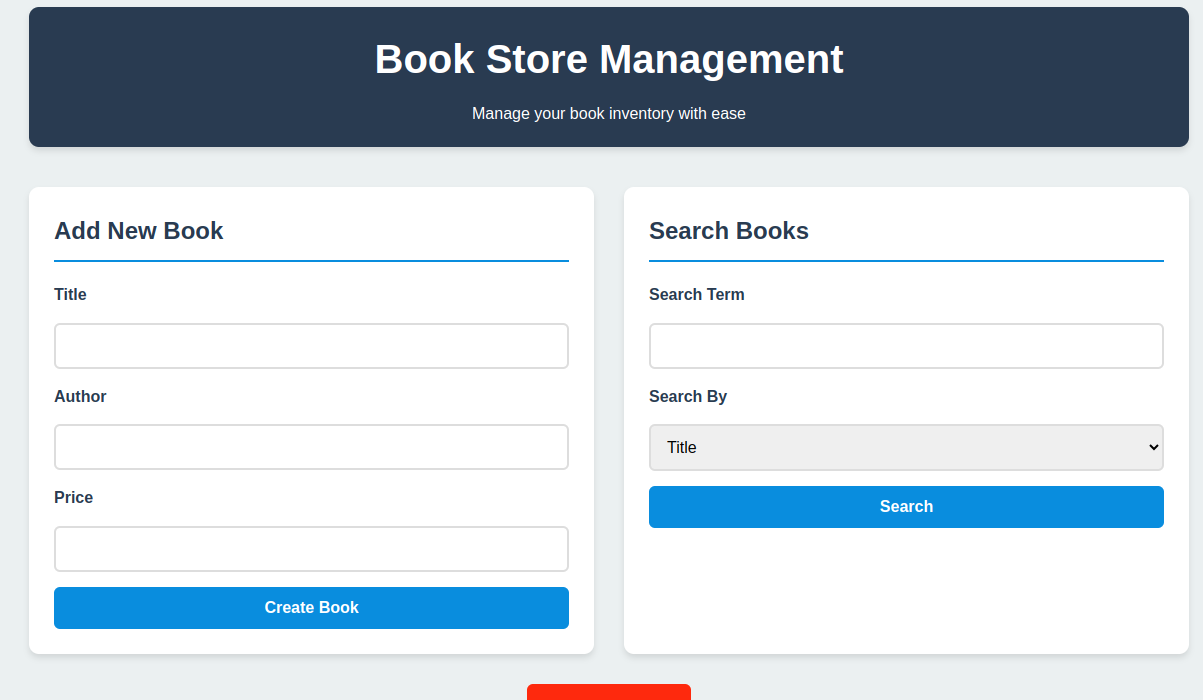 Book Store Management
Manage your book inventory with ease
Add New Book
Title
Author
Price
Create Book
Search Books
Search Term
Search By
Title
Search